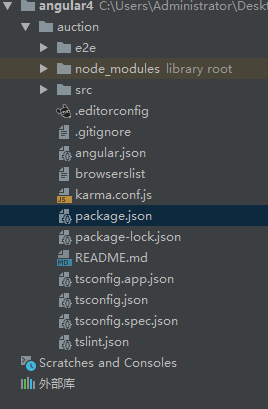 angular4 C:\Users\Administrator\Deskt
auction
e2e
node_modules library root
src
.editorconfig
.gitignore
angular.json
browserslist
karma.conf.js
package.json
package-lock.json
README.md
tsconfig.app.json
tsconfig.json
tsconfig.spec.json
tslint.json
Scratches and Consoles
外部库